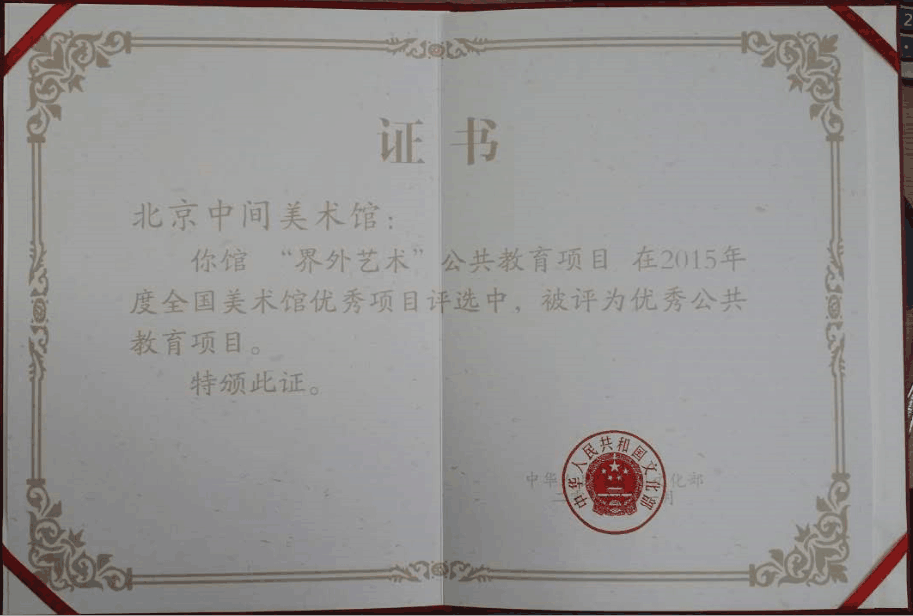 证书
北京中间美术馆：
你馆 “界外艺术”公共教育项目 在2015年
度全国美术馆优秀项目评选中，被评为优秀公共
教育项目。
特颁此证。
中华人民共和国文化部